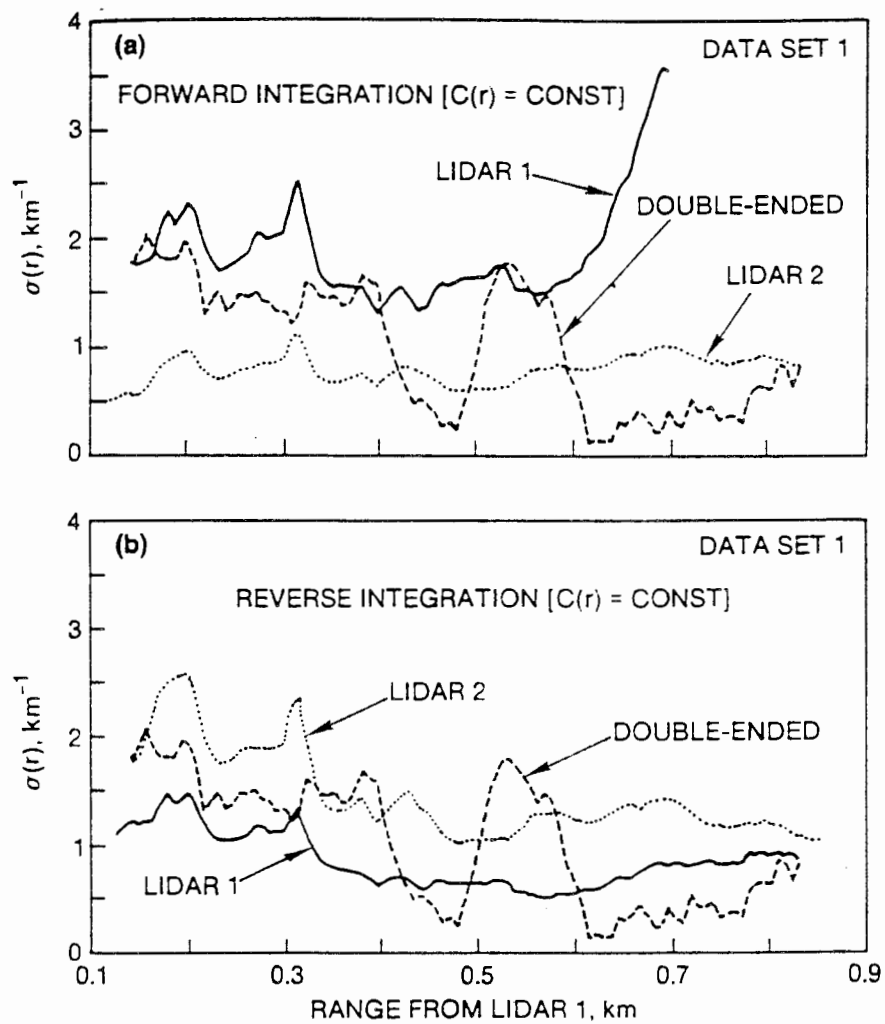 4
(a)
DATA SET 1
FORWARD INTEGRATION [C(r) = CONST]
3
LIDAR 1
DOUBLE-ENDED
σ(r), km⁻¹
2
LIDAR 2
1
0
4
(b)
DATA SET 1
REVERSE INTEGRATION [C(r) = CONST]
3
LIDAR 2
σ(r), km⁻¹
2
DOUBLE-ENDED
1
LIDAR 1
0
0.1 0.3 0.5 0.7 0.9
RANGE FROM LIDAR 1, km